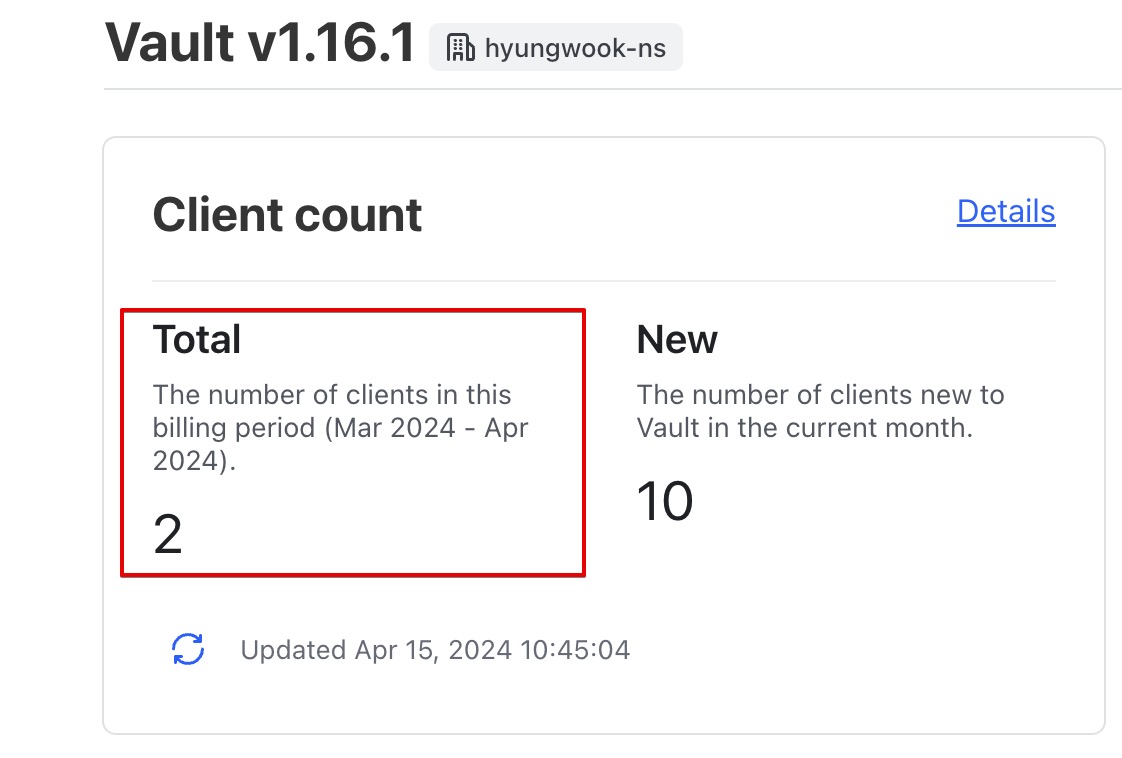 Vault v1.16.1 hyungwook-ns
Client count
Details
Total
The number of clients in this
billing period (Mar 2024 - Apr
2024).
2
New
The number of clients new to
Vault in the current month.
10
Updated Apr 15, 2024 10:45:04